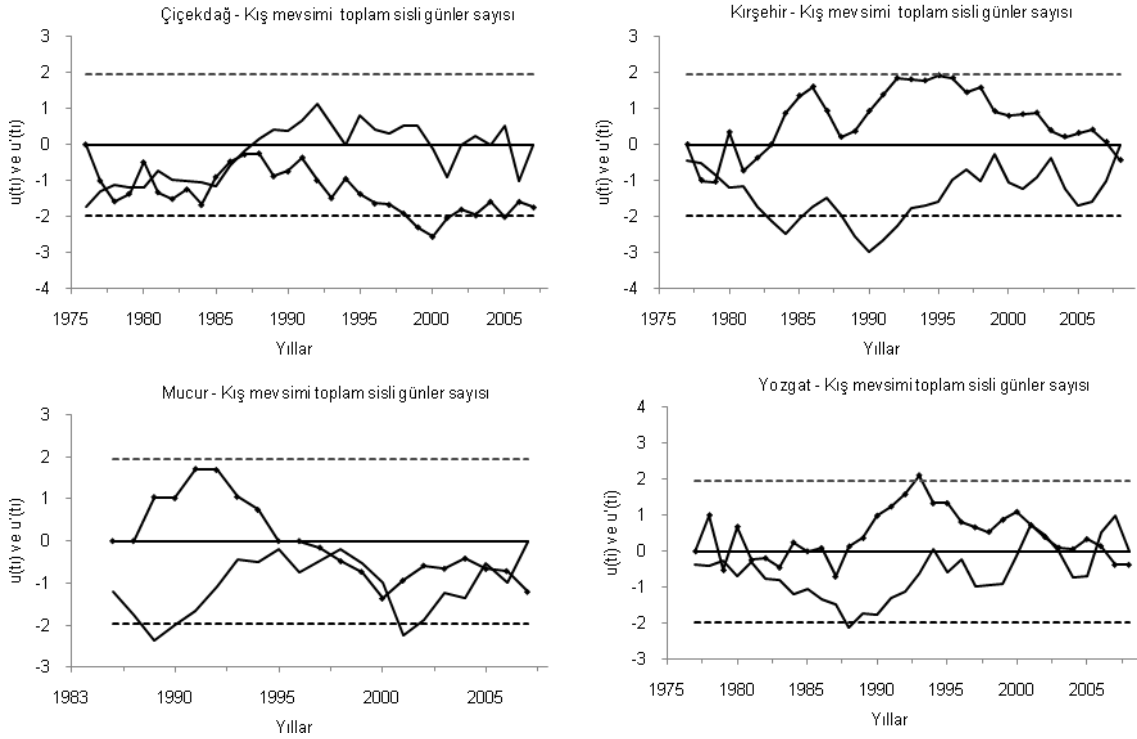 Çiçekdağ - Kış mevsimi toplam sisli günler sayısı
3
2
1
0
-1
-2
-3
-4
u(ti) ve u'(ti)
1975 1980 1985 1990 1995 2000 2005
Yıllar
Kırşehir - Kış mevsimi toplam sisli günler sayısı
3
2
1
0
-1
-2
-3
-4
u(ti) ve u'(ti)
1975 1980 1985 1990 1995 2000 2005
Yıllar
Mucur - Kış mevsimi toplam sisli günler sayısı
3
2
1
0
-1
-2
-3
u(ti) ve u'(ti)
1983 1990 1995 2000 2005
Yıllar
Yozgat - Kış mevsimi toplam sisli günler sayısı
4
3
2
1
0
-1
-2
-3
u(ti) ve u'(ti)
1975 1980 1985 1990 1995 2000 2005
Yıllar